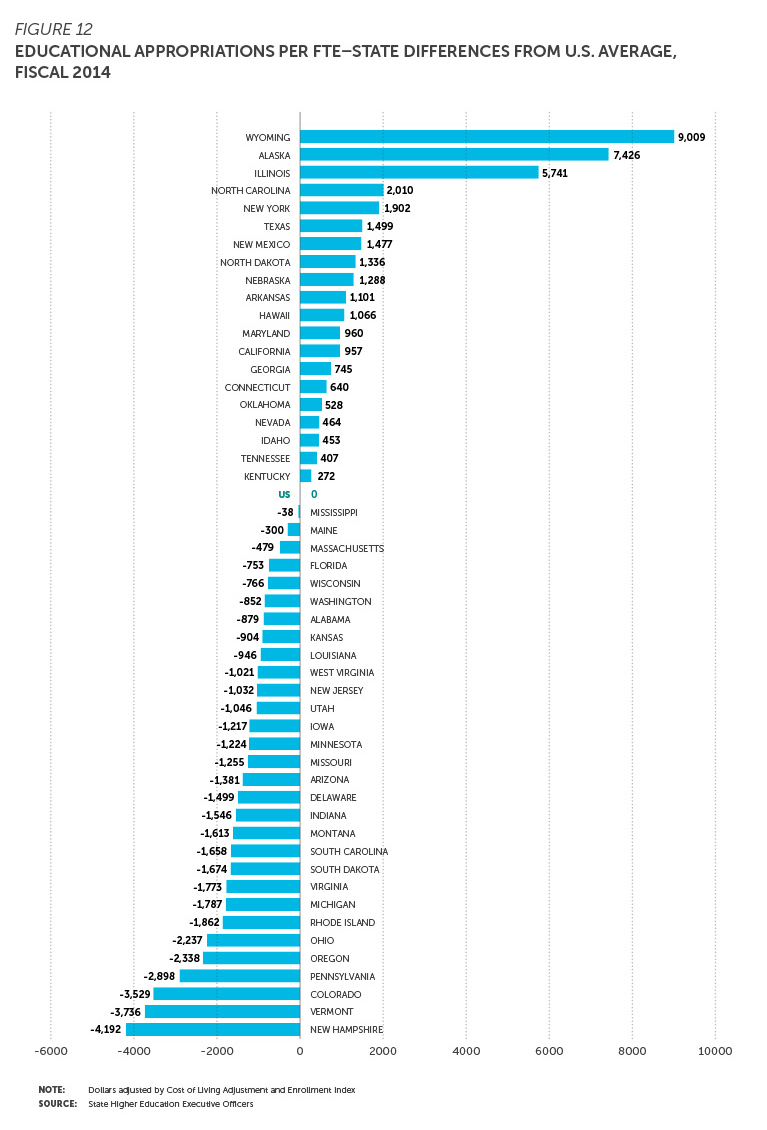 FIGURE 12
EDUCATIONAL APPROPRIATIONS PER FTE—STATE DIFFERENCES FROM U.S. AVERAGE,
FISCAL 2014
WYOMING 9,009
ALASKA 7,426
ILLINOIS 5,741
NORTH CAROLINA 2,010
NEW YORK 1,902
TEXAS 1,499
NEW MEXICO 1,477
NORTH DAKOTA 1,336
NEBRASKA 1,288
ARKANSAS 1,101
HAWAII 1,066
MARYLAND 960
CALIFORNIA 957
GEORGIA 745
CONNECTICUT 640
OKLAHOMA 528
NEVADA 464
IDAHO 453
TENNESSEE 407
KENTUCKY 272
US 0
-38 MISSISSIPPI
-300 MAINE
-479 MASSACHUSETTS
-753 FLORIDA
-766 WISCONSIN
-852 WASHINGTON
-879 ALABAMA
-904 KANSAS
-946 LOUISIANA
-1,021 WEST VIRGINIA
-1,032 NEW JERSEY
-1,046 UTAH
-1,217 IOWA
-1,224 MINNESOTA
-1,255 MISSOURI
-1,381 ARIZONA
-1,499 DELAWARE
-1,546 INDIANA
-1,613 MONTANA
-1,658 SOUTH CAROLINA
-1,674 SOUTH DAKOTA
-1,773 VIRGINIA
-1,787 MICHIGAN
-1,862 RHODE ISLAND
-2,237 OHIO
-2,338 OREGON
-2,898 PENNSYLVANIA
-3,529 COLORADO
-3,736 VERMONT
-4,192 NEW HAMPSHIRE
-6000 -4000 -2000 0 2000 4000 6000 8000 10000
NOTE: Dollars adjusted by Cost of Living Adjustment and Enrollment Index
SOURCE: State Higher Education Executive Officers